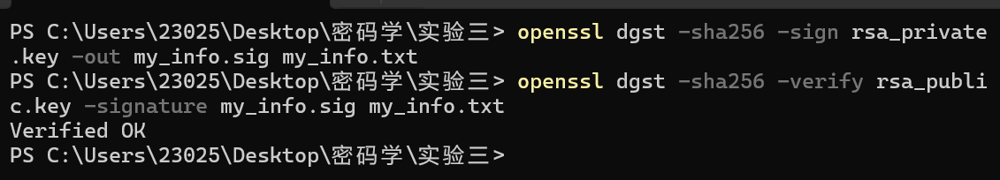 PS C:\Users\23025\Desktop\密码学\实验三> openssl dgst -sha256 -sign rsa_private
.key -out my_info.sig my_info.txt
PS C:\Users\23025\Desktop\密码学\实验三> openssl dgst -sha256 -verify rsa_publi
c.key -signature my_info.sig my_info.txt
Verified OK
PS C:\Users\23025\Desktop\密码学\实验三>